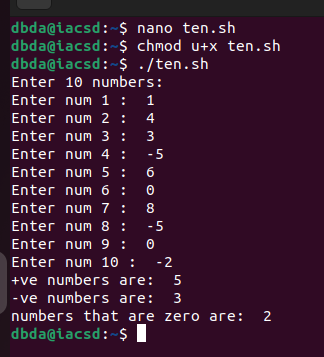 dbda@iacsd:~$ nano ten.sh
dbda@iacsd:~$ chmod u+x ten.sh
dbda@iacsd:~$ ./ten.sh
Enter 10 numbers:
Enter num 1 :  1
Enter num 2 :  4
Enter num 3 :  3
Enter num 4 :  -5
Enter num 5 :  6
Enter num 6 :  0
Enter num 7 :  8
Enter num 8 :  -5
Enter num 9 :  0
Enter num 10 :  -2
+ve numbers are:  5
-ve numbers are:  3
numbers that are zero are:  2
dbda@iacsd:~$